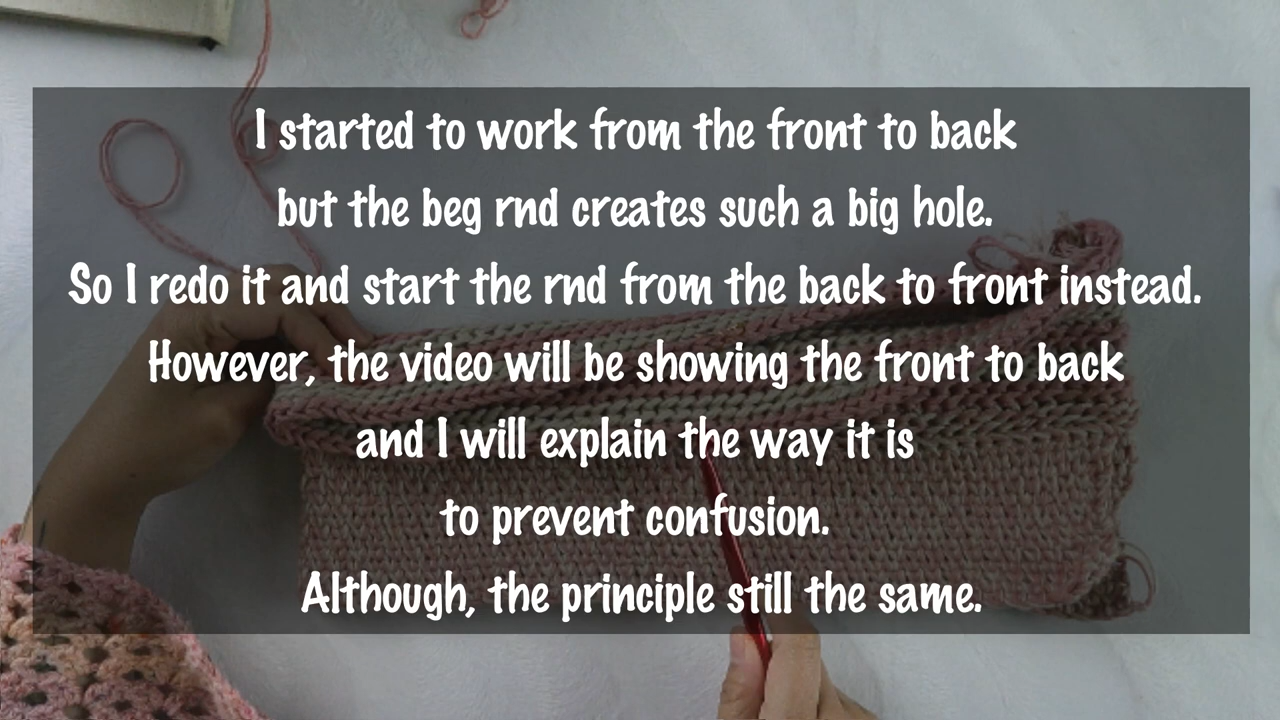 I started to work from the front to back
but the beg rnd creates such a big hole.
So I redo it and start the rnd from the back to front instead.
However, the video will be showing the front to back
and I will explain the way it is
to prevent confusion.
Although, the principle still the same.